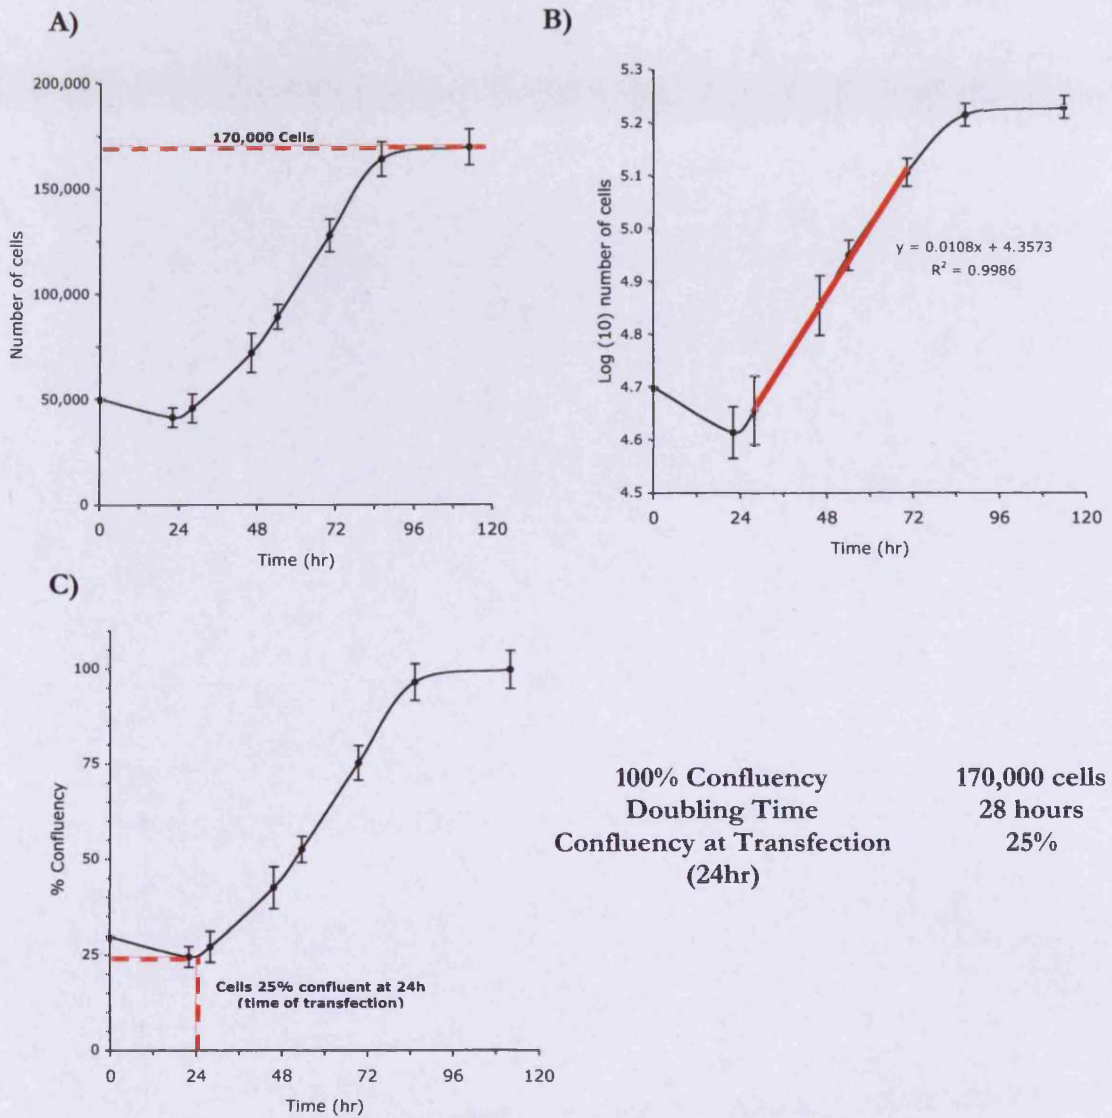 A)
200,000
150,000
100,000
50,000
0
Number of cells
170,000 Cells
0 24 48 72 96 120
Time (hr)
B)
5.3
5.2
5.1
5.0
4.9
4.8
4.7
4.6
4.5
Log (10) number of cells
y = 0.0108x + 4.3573
R² = 0.9986
0 24 48 72 96 120
Time (hr)
C)
100
75
50
25
0
% Confluency
Cells 25% confluent at 24h
(time of transfection)
0 24 48 72 96 120
Time (hr)
100% Confluency 170,000 cells
Doubling Time 28 hours
Confluency at Transfection 25%
(24hr)